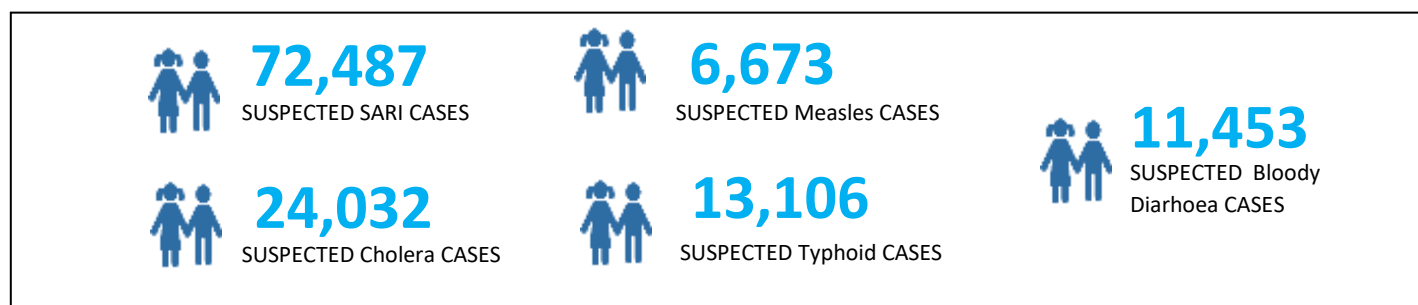 72,487
SUSPECTED SARI CASES
6,673
SUSPECTED Measles CASES
11,453
SUSPECTED Bloody
Diarhoea CASES
24,032
SUSPECTED Cholera CASES
13,106
SUSPECTED Typhoid CASES